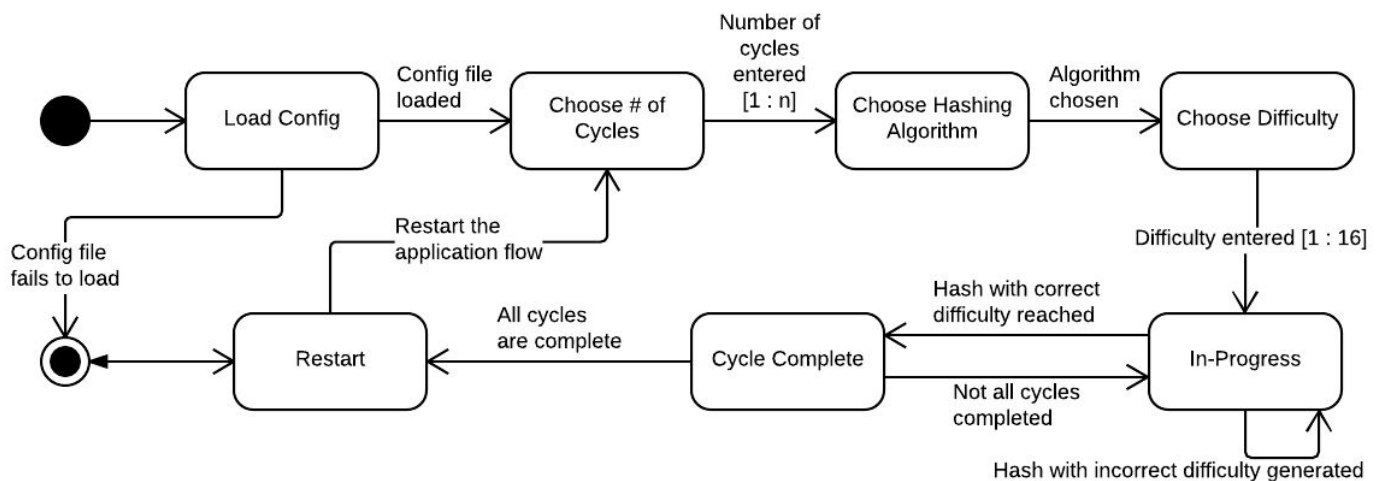 Number of
cycles
entered
[1 : n]
Config file
loaded
Algorithm
chosen
Load Config
Choose # of
Cycles
Choose Hashing
Algorithm
Choose Difficulty
Restart the
application flow
Config file
fails to load
Difficulty entered [1 : 16]
Hash with correct
difficulty reached
All cycles
are complete
Restart
Cycle Complete
In-Progress
Not all cycles
completed
Hash with incorrect difficulty generated